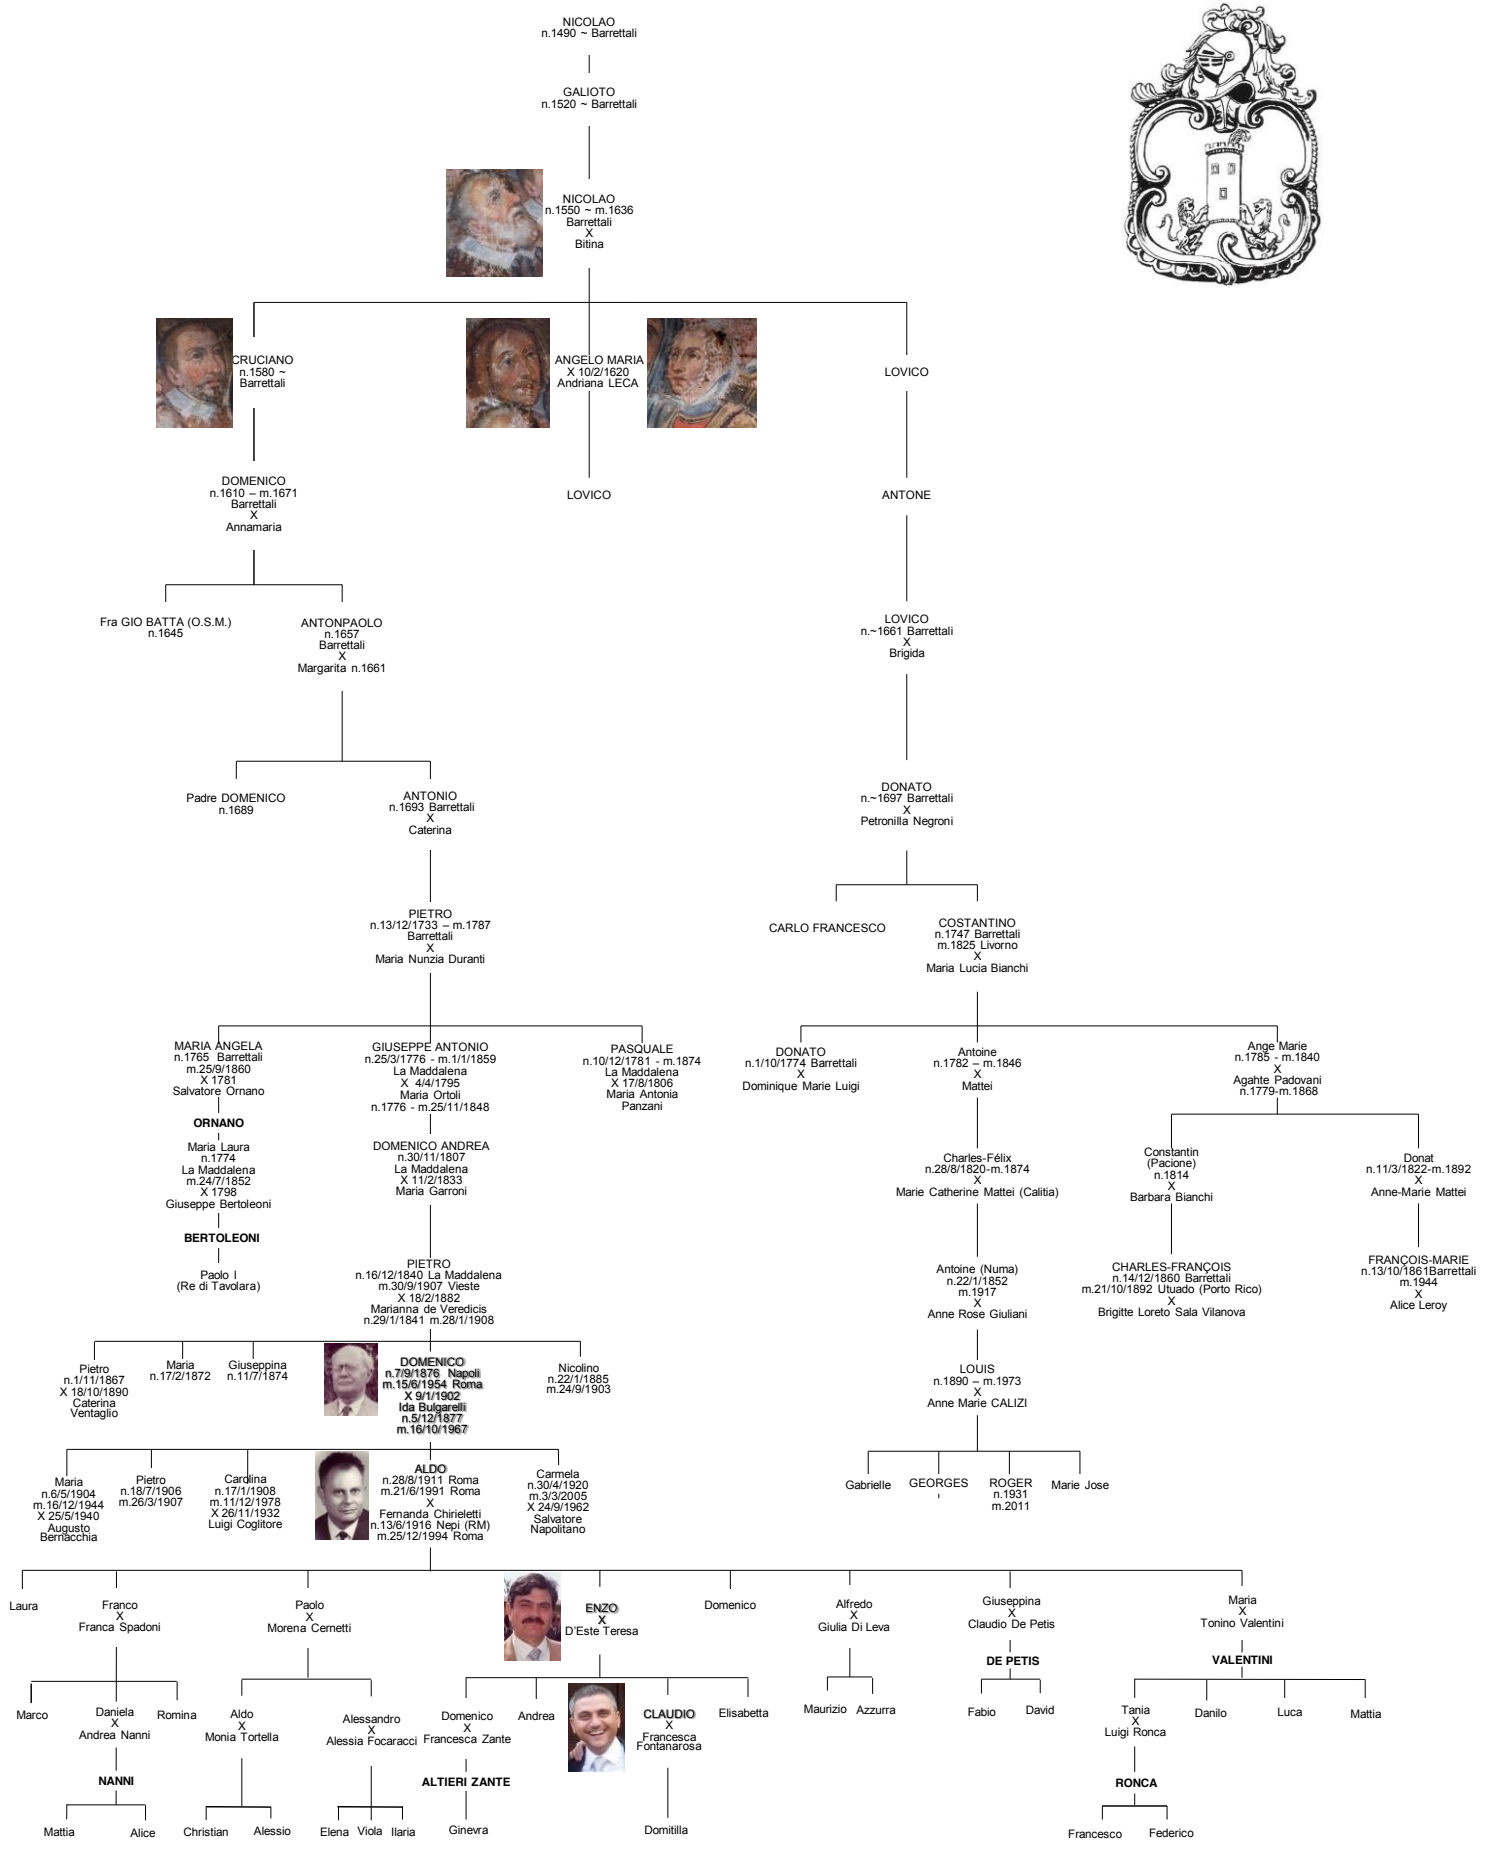 NICOLAO
n.1490 ~ Barrettali
GALIOTO
n.1520 ~ Barrettali
NICOLAO
n.1550 ~ m.1636
Barrettali
X
Bitina
CRUCIANO
n.1580 ~
Barrettali
ANGELO MARIA
X 10/2/1620
Andriana LECA
LOVICO
DOMENICO
n.1610 – m.1671
Barrettali
X
Annamaria
LOVICO
ANTONE
Fra GIO BATTA (O.S.M.)
n.1645
ANTONPAOLO
n.1657
Barrettali
X
Margarita n.1661
LOVICO
n.~1661 Barrettali
X
Brigida
Padre DOMENICO
n.1689
ANTONIO
n.1693 Barrettali
X
Caterina
DONATO
n.~1697 Barrettali
X
Petronilla Negroni
PIETRO
n.13/12/1733 – m.1787
Barrettali
X
Maria Nunzia Duranti
CARLO FRANCESCO
COSTANTINO
n.1747 Barrettali
m.1825 Livorno
X
Maria Lucia Bianchi
MARIA ANGELA
n.1765 Barrettali
m.25/9/1860
X 1781
Salvatore Ornano
GIUSEPPE ANTONIO
n.25/3/1776 - m.1/1/1859
La Maddalena
X 4/4/1795
Maria Ortoli
n.1776 - m.25/11/1848
PASQUALE
n.10/12/1781 - m.1874
La Maddalena
X 17/8/1806
Maria Antonia
Panzani
DONATO
n.1/10/1774 Barrettali
X
Dominique Marie Luigi
Antoine
n.1782 – m.1846
X
Mattei
Ange Marie
n.1785 - m.1840
X
Agahte Padovani
n.1779-m.1868
ORNANO
Maria Laura
n.1774
La Maddalena
m.24/7/1852
X 1798
Giuseppe Bertoleoni
DOMENICO ANDREA
n.30/11/1807
La Maddalena
X 11/2/1833
Maria Garroni
Charles-Félix
n.28/8/1820-m.1874
X
Marie Catherine Mattei (Calitia)
Constantin
(Pacione)
n.1814
X
Barbara Bianchi
Donat
n.11/3/1822-m.1892
X
Anne-Marie Mattei
BERTOLEONI
Paolo I
(Re di Tavolara)
PIETRO
n.16/12/1840 La Maddalena
m.30/9/1907 Vieste
X 18/2/1882
Marianna de Veredicis
n.29/1/1841 m.28/1/1908
Antoine (Numa)
n.22/1/1852
m.1917
X
Anne Rose Giuliani
CHARLES-FRANÇOIS
n.14/12/1860 Barrettali
m.21/10/1892 Utuado (Porto Rico)
X
Brigitte Loreto Sala Vilanova
FRANÇOIS-MARIE
n.13/10/1861Barrettali
m.1944
X
Alice Leroy
Pietro
n.1/11/1867
X 18/10/1890
Caterina
Ventaglio
Maria
n.17/2/1872
Giuseppina
n.11/7/1874
DOMENICO
n.7/9/1876 Napoli
m.15/6/1954 Roma
X 9/1/1902
Ida Bulgarelli
n.5/12/1877
m.16/10/1967
Nicolino
n.22/1/1885
m.24/9/1903
LOUIS
n.1890 – m.1973
X
Anne Marie CALIZI
Maria
n.6/5/1904
m.16/12/1944
X 25/5/1940
Augusto
Bernacchia
Pietro
n.18/7/1906
m.26/3/1907
Carolina
n.17/1/1908
m.11/12/1978
X 26/11/1932
Luigi Coglitore
ALDO
n.28/8/1911 Roma
m.21/6/1991 Roma
X
Fernanda Chirieletti
n.13/6/1916 Nepi (RM)
m.25/12/1994 Roma
Carmela
n.30/4/1920
m.3/3/2005
X 24/9/1962
Salvatore
Napolitano
Gabrielle
GEORGES
ROGER
n.1931
m.2011
Marie Jose
Laura
Franco
X
Franca Spadoni
Paolo
X
Morena Cernetti
ENZO
X
D'Este Teresa
Domenico
Alfredo
X
Giulia Di Leva
Giuseppina
X
Claudio De Petis
Maria
X
Tonino Valentini
DE PETIS
VALENTINI
Marco
Daniela
X
Andrea Nanni
Romina
Aldo
X
Monia Tortella
Alessandro
X
Alessia Focaracci
Domenico
X
Francesca Zante
Andrea
CLAUDIO
X
Francesca
Fontanarosa
Elisabetta
Maurizio
Azzurra
Fabio
David
Tania
X
Luigi Ronca
Danilo
Luca
Mattia
NANNI
ALTIERI ZANTE
RONCA
Mattia
Alice
Christian
Alessio
Elena
Viola
Ilaria
Ginevra
Domitilla
Francesco
Federico